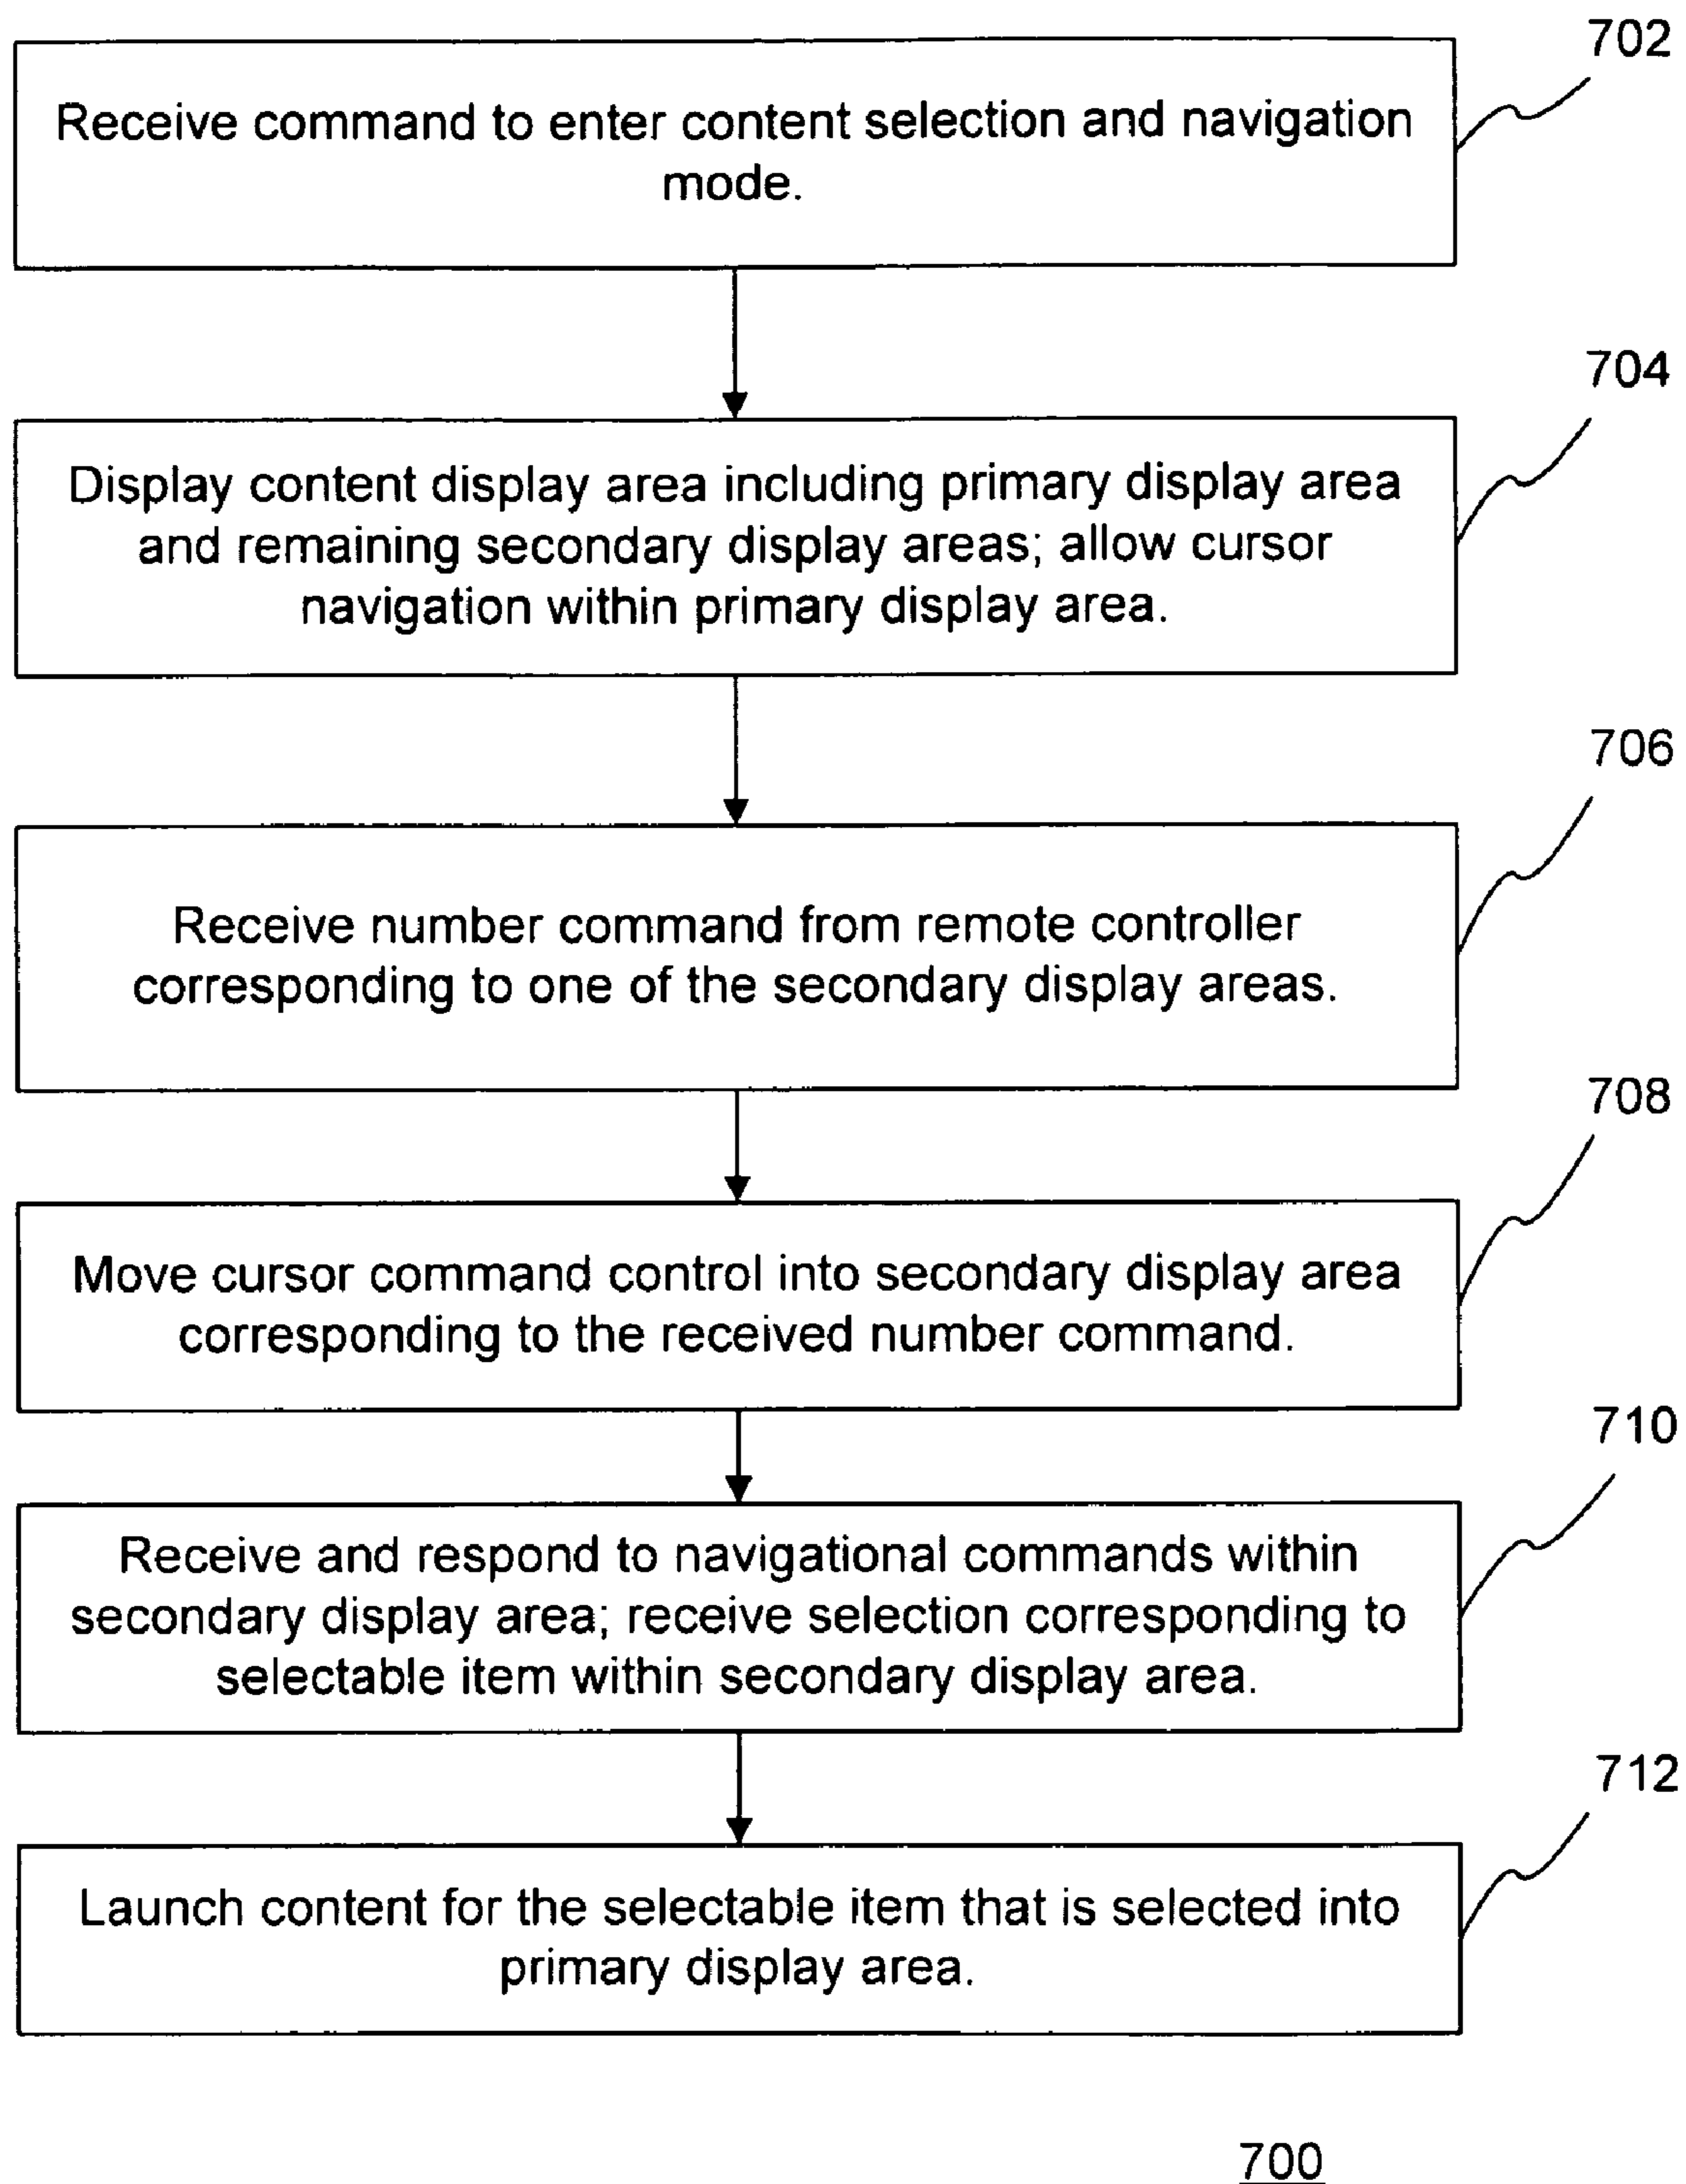 702
Receive command to enter content selection and navigation
mode.
704
Display content display area including primary display area
and remaining secondary display areas; allow cursor
navigation within primary display area.
706
Receive number command from remote controller
corresponding to one of the secondary display areas.
708
Move cursor command control into secondary display area
corresponding to the received number command.
710
Receive and respond to navigational commands within
secondary display area; receive selection corresponding to
selectable item within secondary display area.
712
Launch content for the selectable item that is selected into
primary display area.
700